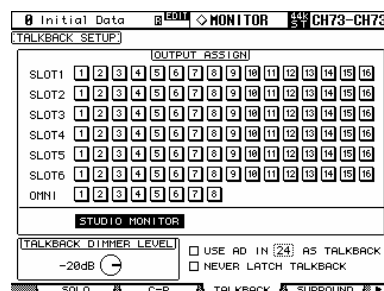 0 Initial Data EDIT ◇MONITOR 44K ST CH73-CH73
TALKBACK SETUP
OUTPUT ASSIGN
SLOT1 1 2 3 4 5 6 7 8 9 10 11 12 13 14 15 16
SLOT2 1 2 3 4 5 6 7 8 9 10 11 12 13 14 15 16
SLOT3 1 2 3 4 5 6 7 8 9 10 11 12 13 14 15 16
SLOT4 1 2 3 4 5 6 7 8 9 10 11 12 13 14 15 16
SLOT5 1 2 3 4 5 6 7 8 9 10 11 12 13 14 15 16
SLOT6 1 2 3 4 5 6 7 8 9 10 11 12 13 14 15 16
OMNI 1 2 3 4 5 6 7 8
STUDIO MONITOR
TALKBACK DIMMER LEVEL
-20dB
USE AD IN 24 AS TALKBACK
NEVER LATCH TALKBACK
SOLO C-R TALKBACK SURROUND